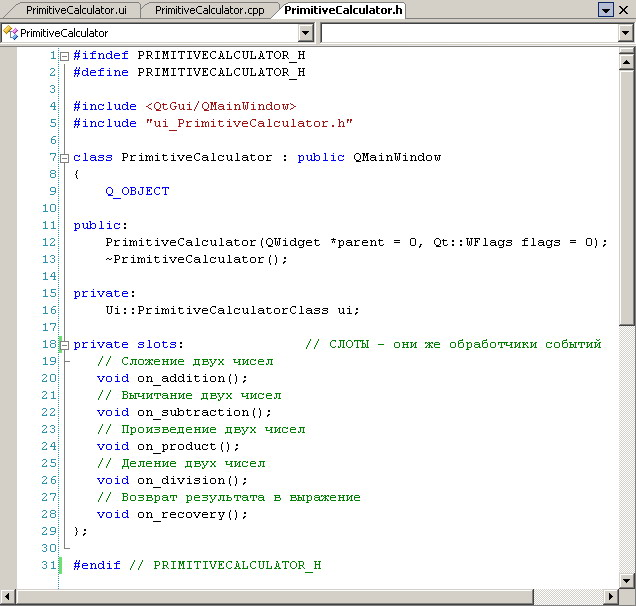 PrimitiveCalculator.ui PrimitiveCalculator.cpp PrimitiveCalculator.h
PrimitiveCalculator
1 #ifndef PRIMITIVECALCULATOR_H
2 #define PRIMITIVECALCULATOR_H
3
4 #include <QtGui/QMainWindow>
5 #include "ui_PrimitiveCalculator.h"
6
7 class PrimitiveCalculator : public QMainWindow
8 {
9 Q_OBJECT
10
11 public:
12 PrimitiveCalculator(QWidget *parent = 0, Qt::WFlags flags = 0);
13 ~PrimitiveCalculator();
14
15 private:
16 Ui::PrimitiveCalculatorClass ui;
17
18 private slots: // СЛОТЫ - они же обработчики событий
19 // Сложение двух чисел
20 void on_addition();
21 // Вычитание двух чисел
22 void on_subtraction();
23 // Произведение двух чисел
24 void on_product();
25 // Деление двух чисел
26 void on_division();
27 // Возврат результата в выражение
28 void on_recovery();
29 };
30
31 #endif // PRIMITIVECALCULATOR_H